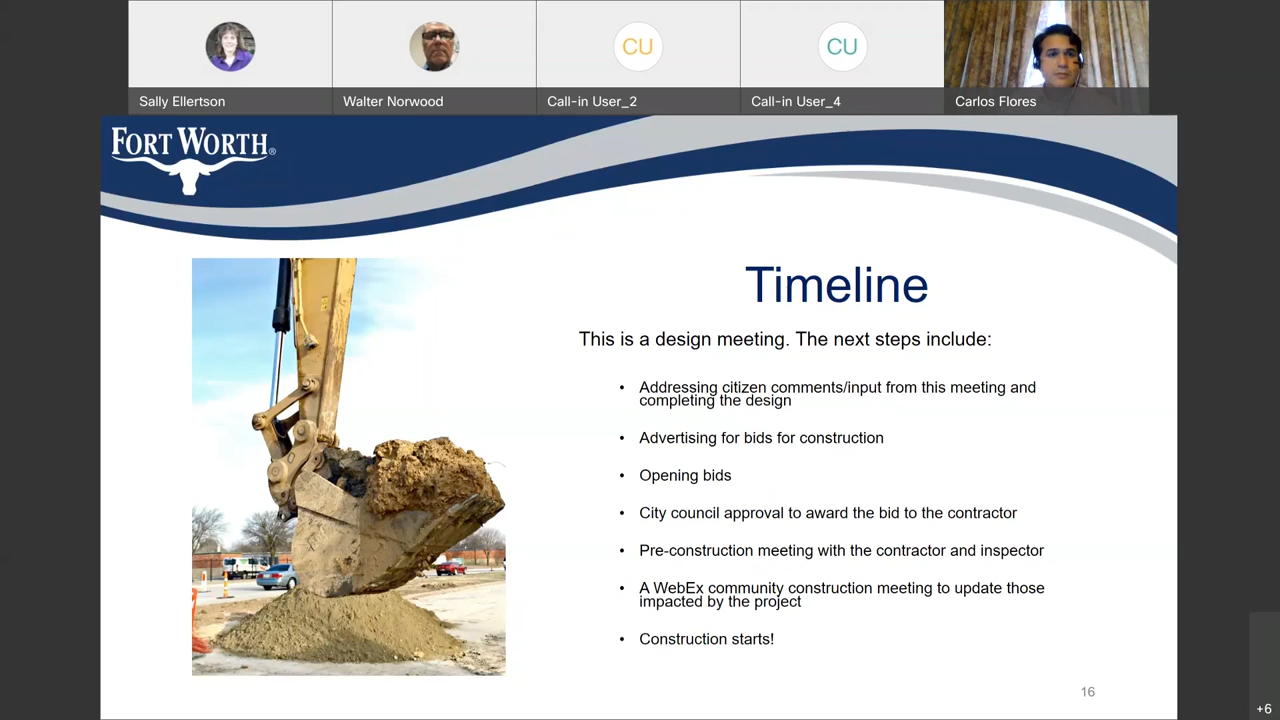 Sally Ellertson
Walter Norwood
CU
Call-in User_2
CU
Call-in User_4
Carlos Flores
FORT WORTH®
Timeline
This is a design meeting. The next steps include:
• Addressing citizen comments/input from this meeting and
completing the design
• Advertising for bids for construction
• Opening bids
• City council approval to award the bid to the contractor
• Pre-construction meeting with the contractor and inspector
• A WebEx community construction meeting to update those
impacted by the project
• Construction starts!
16
+6